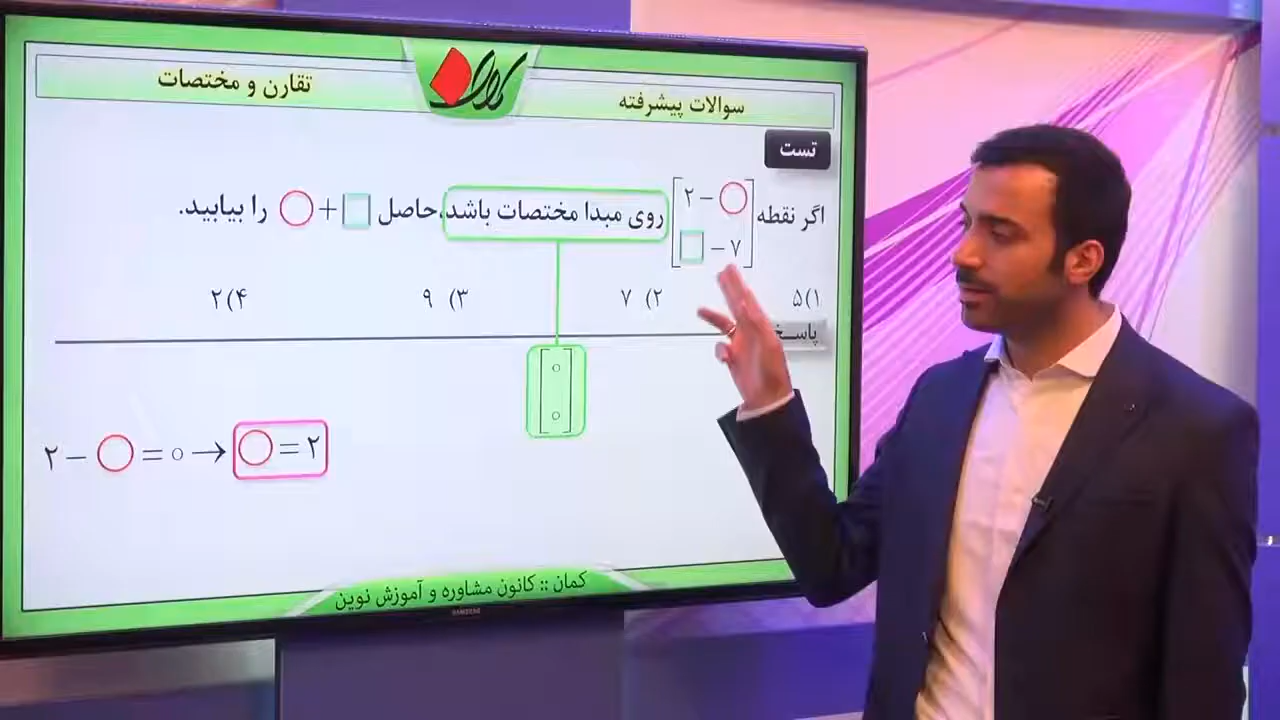 سوالات پیشرفته
تقارن و مختصات
تست
اگر نقطه [۲ − ○ / □ − ۷] روی مبدا مختصات باشد، حاصل □ + ○ را بیابید.
۱) ۵ ۲) ۷ ۳) ۹ ۴) ۲
پاسخ
[۰ / ۰]
۲ − ○ = ۰ → ○ = ۲
کمان :: کانون مشاوره و آموزش نوین
SAMSUNG